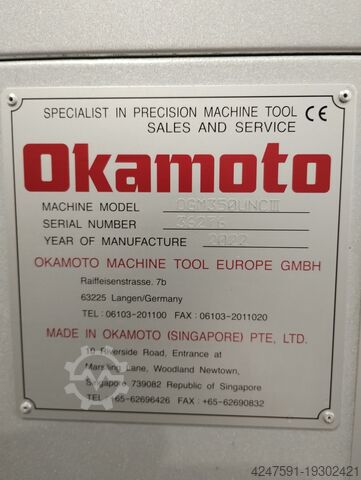 SPECIALIST IN PRECISION MACHINE TOOL CE
SALES AND SERVICE
Okamoto
MACHINE MODEL OGM350UNCIII
SERIAL NUMBER
YEAR OF MANUFACTURE 2022
OKAMOTO MACHINE TOOL EUROPE GMBH
Raiffeisenstrasse. 7b
63225 Langen/Germany
TEL : 06103-201100 FAX : 06103-2011020
MADE IN OKAMOTO (SINGAPORE) PTE, LTD.
10 Riverside Road, Entrance at
Marsiling Lane, Woodland Newtown,
Singapore 739082 Republic of Singapore
TEL : +65-62696426 FAX : +65-62690832
4247591-19302421